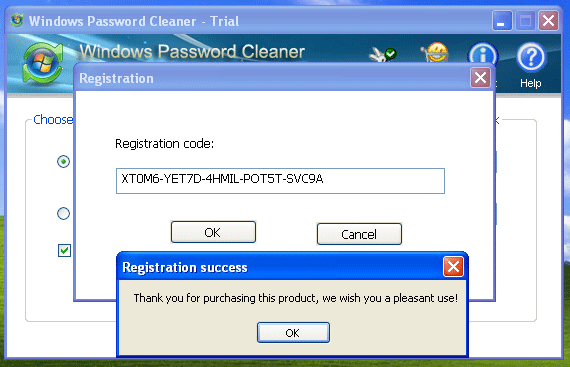 Windows Password Cleaner - Trial
Windows Password Cleaner
Help
Registration
Choose
Registration code:
XT0M6-YET7D-4HMIL-POT5T-SVC9A
OK
Cancel
Registration success
Thank you for purchasing this product, we wish you a pleasant use!
OK